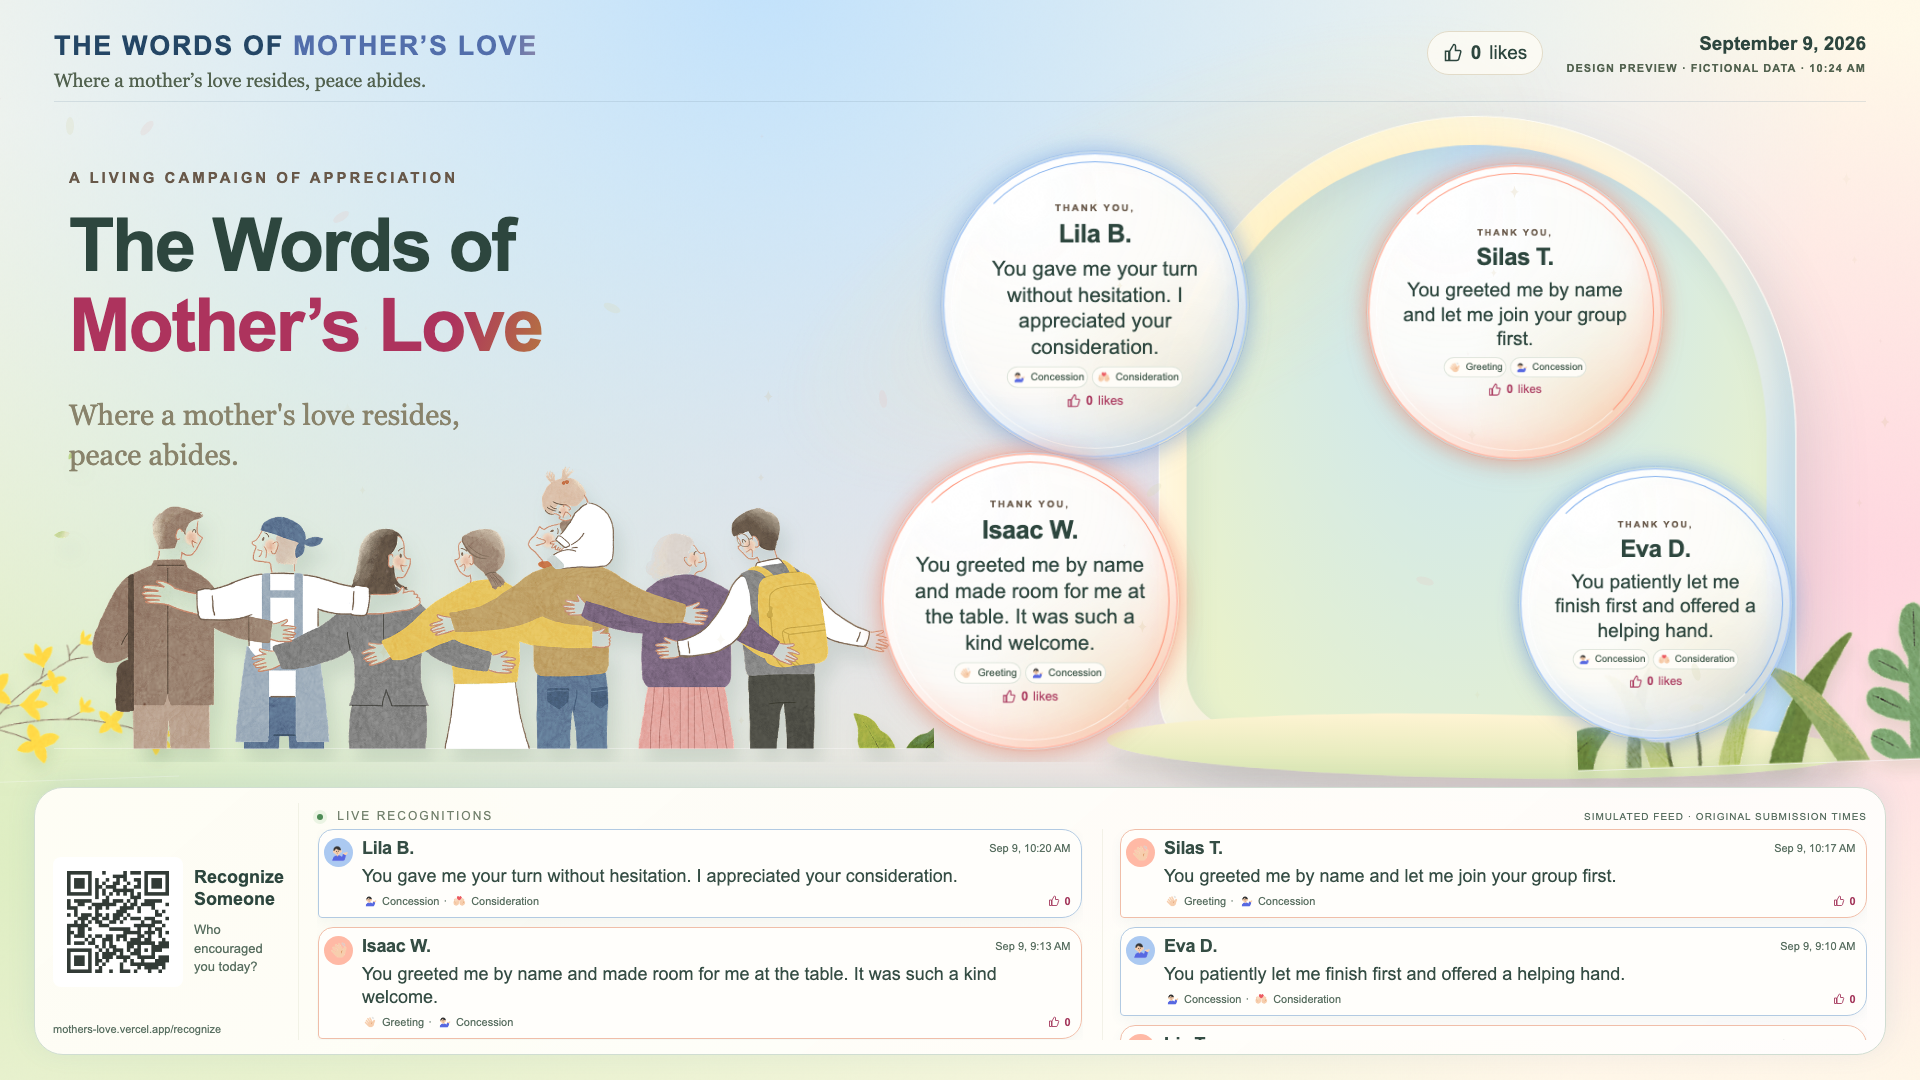 THE WORDS OF MOTHER’S LOVE
Where a mother’s love resides, peace abides.
0 likes
September 9, 2026
DESIGN PREVIEW · FICTIONAL DATA · 10:24 AM
A LIVING CAMPAIGN OF APPRECIATION
The Words of
Mother’s Love
Where a mother's love resides,
peace abides.
THANK YOU,
Lila B.
You gave me your turn
without hesitation. I
appreciated your
consideration.
Concession Consideration
0 likes
THANK YOU,
Silas T.
You greeted me by name
and let me join your group
first.
Greeting Concession
0 likes
THANK YOU,
Isaac W.
You greeted me by name
and made room for me at
the table. It was such a
kind welcome.
Greeting Concession
0 likes
THANK YOU,
Eva D.
You patiently let me
finish first and offered a
helping hand.
Concession Consideration
0 likes
Recognize
Someone
Who
encouraged
you today?
mothers-love.vercel.app/recognize
LIVE RECOGNITIONS
SIMULATED FEED · ORIGINAL SUBMISSION TIMES
Lila B.
Sep 9, 10:20 AM
You gave me your turn without hesitation. I appreciated your consideration.
Concession · Consideration
0
Isaac W.
Sep 9, 9:13 AM
You greeted me by name and made room for me at the table. It was such a kind
welcome.
Greeting · Concession
0
Silas T.
Sep 9, 10:17 AM
You greeted me by name and let me join your group first.
Greeting · Concession
0
Eva D.
Sep 9, 9:10 AM
You patiently let me finish first and offered a helping hand.
Concession · Consideration
0